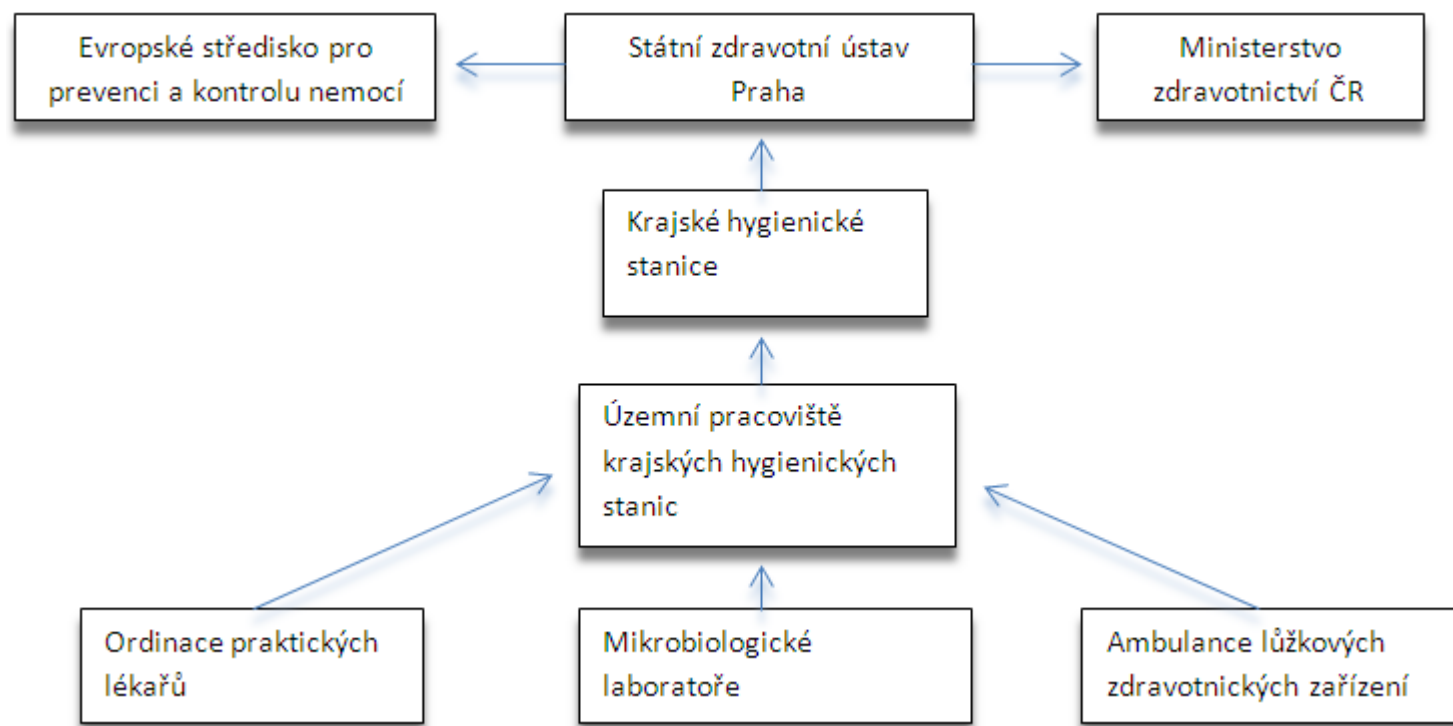 Evropské středisko pro
prevenci a kontrolu nemocí
Státní zdravotní ústav
Praha
Ministerstvo
zdravotnictví ČR
Krajské hygienické
stanice
Územní pracoviště
krajských hygienických
stanic
Ordinace praktických
lékařů
Mikrobiologické
laboratoře
Ambulance lůžkových
zdravotnických zařízení